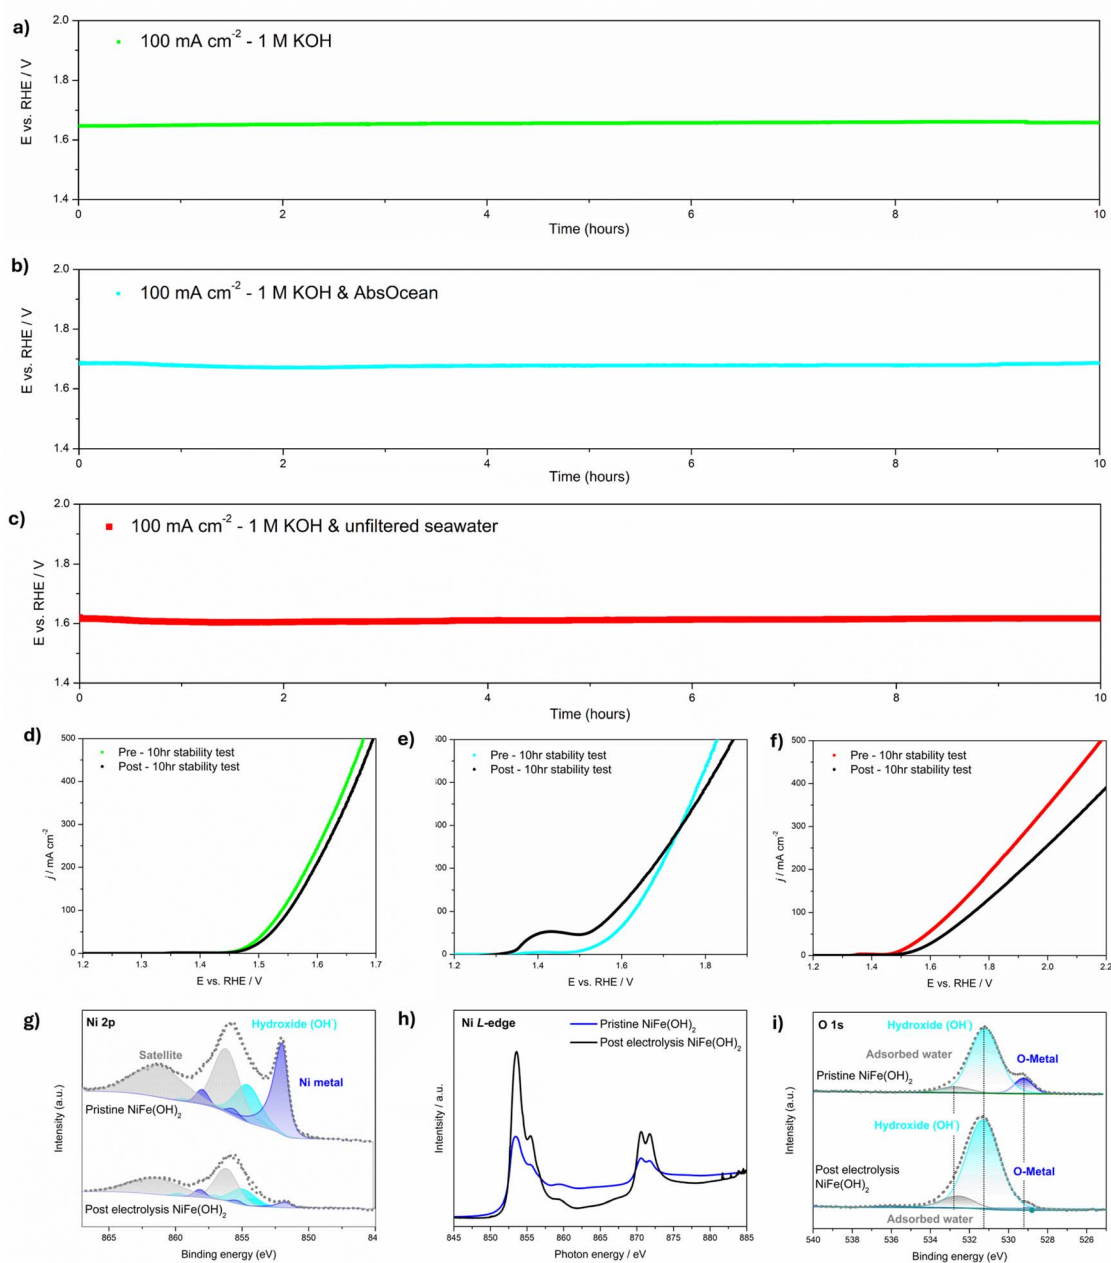 a)
100 mA cm-2 - 1 M KOH
E vs. RHE / V
2.0
1.8
1.6
1.4
0 2 4 6 8 10
Time (hours)
b)
100 mA cm-2 - 1 M KOH & AbsOcean
E vs. RHE / V
2.0
1.8
1.6
1.4
0 2 4 6 8 10
Time (hours)
c)
100 mA cm-2 - 1 M KOH & unfiltered seawater
E vs. RHE / V
2.0
1.8
1.6
1.4
0 2 4 6 8 10
Time (hours)
d)
Pre - 10hr stability test
Post - 10hr stability test
j / mA cm-2
500
400
300
200
100
0
1.2 1.3 1.4 1.5 1.6 1.7
E vs. RHE / V
e)
Pre - 10hr stability test
Post - 10hr stability test
1.2 1.4 1.6 1.8
E vs. RHE / V
f)
Pre - 10hr stability test
Post - 10hr stability test
j / mA cm-2
500
400
300
200
100
0
1.2 1.4 1.6 1.8 2.0 2.2
E vs. RHE / V
g)
Ni 2p
Hydroxide (OH-)
Satellite
Ni metal
Pristine NiFe(OH)2
Post electrolysis NiFe(OH)2
Intensity (a.u.)
865 860 855 850 84
Binding energy (eV)
h)
Ni L-edge
Pristine NiFe(OH)2
Post electrolysis NiFe(OH)2
Intentsity / a.u.
845 850 855 860 865 870 875 880 885
Photon energy / eV
i)
O 1s
Hydroxide (OH-)
Adsorbed water
O-Metal
Pristine NiFe(OH)2
Hydroxide (OH-)
O-Metal
Post electrolysis
NiFe(OH)2
Adsorbed water
Intensity (a.u.)
540 538 536 534 532 530 528 526
Binding energy (eV)